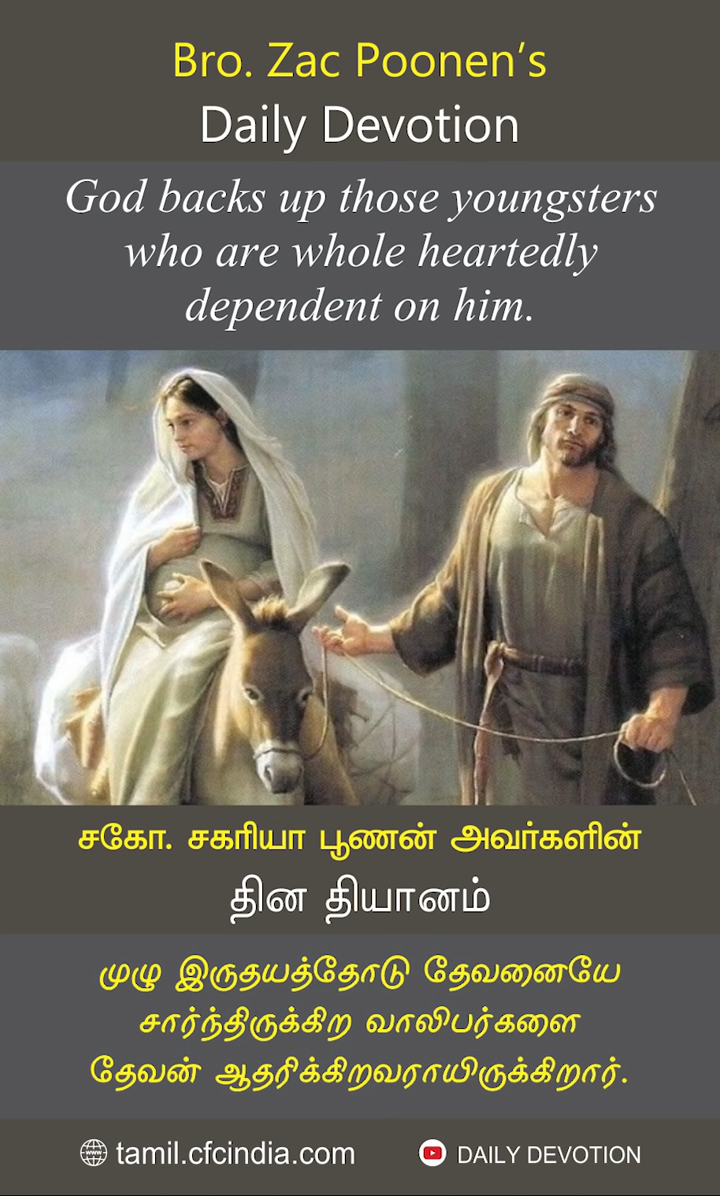 Bro. Zac Poonen's
Daily Devotion
God backs up those youngsters
who are whole heartedly
dependent on him.
சகோ. சகரியா பூணன் அவர்களின்
தின தியானம்
முழு இருதயத்தோடு தேவனையே
சார்ந்திருக்கிற வாலிபர்களை
தேவன் ஆதரிக்கிறவராயிருக்கிறார்.
tamil.cfcindia.com DAILY DEVOTION